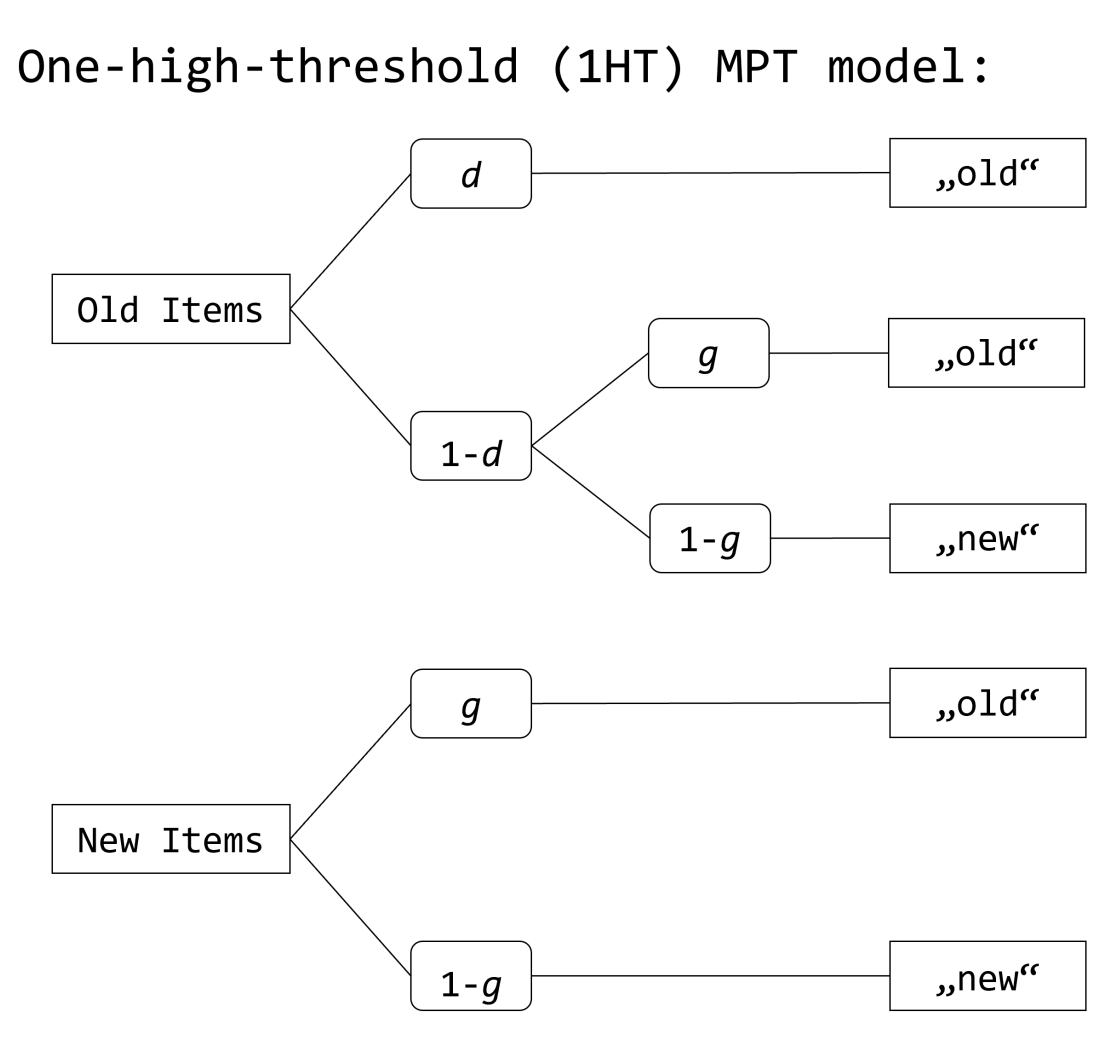 One-high-threshold (1HT) MPT model:
d
„old“
Old Items
g
„old“
1-d
1-g
„new“
g
„old“
New Items
1-g
„new“